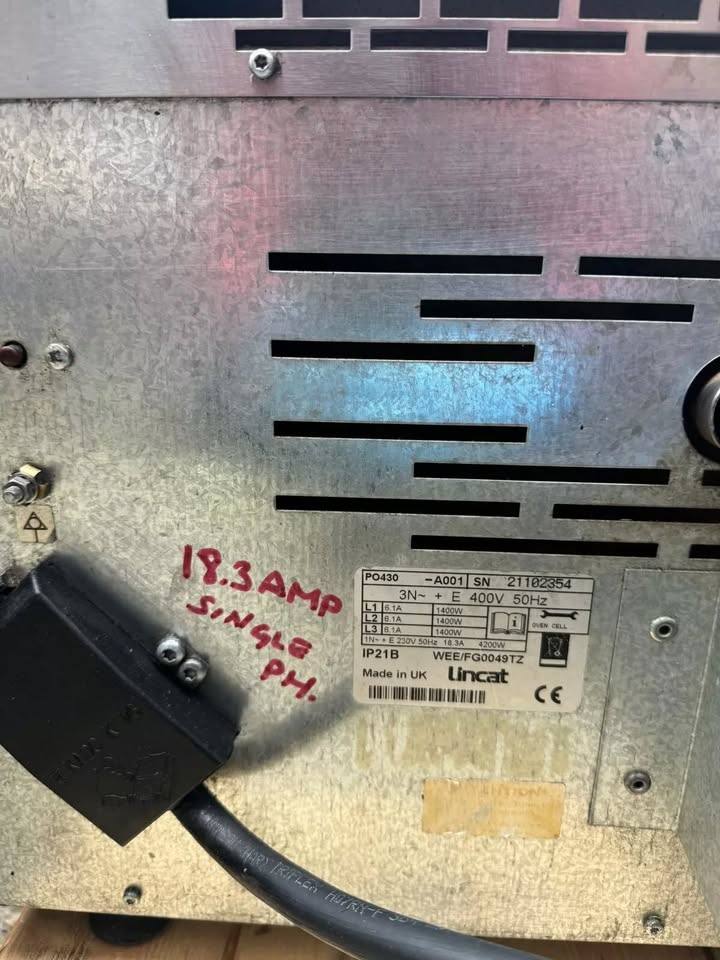 18.3 AMP
SINGLE
PH.
PO430 -A001 SN 21102354
3N~ + E 400V 50Hz
L1 6.1A 1400W
L2 6.1A 1400W
L3 6.1A 1400W
OVEN CELL
1N~ + E 230V 50Hz 18.3A 4200W
IP21B WEE/FG0049TZ
Made in UK Lincat
CE